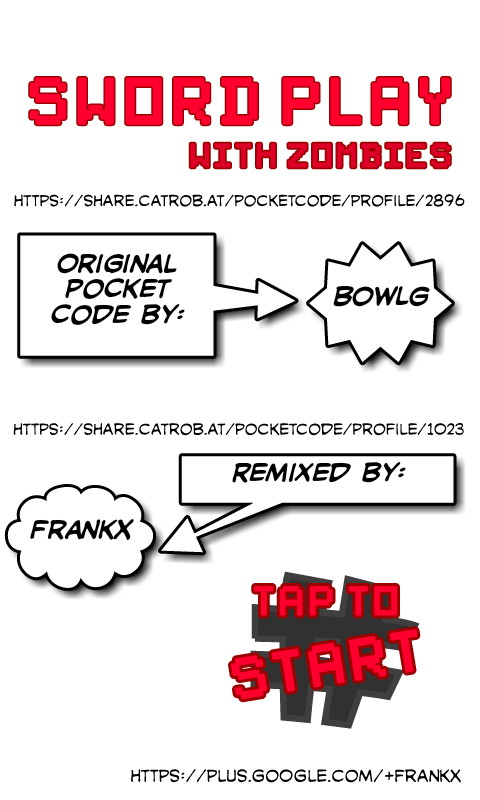 SWORD PLAY
WITH ZOMBIES
HTTPS://SHARE.CATROB.AT/POCKETCODE/PROFILE/2896
ORIGINAL
POCKET
CODE BY:
BOWLG
HTTPS://SHARE.CATROB.AT/POCKETCODE/PROFILE/1023
REMIXED BY:
FRANKX
TAP TO
START
HTTPS://PLUS.GOOGLE.COM/+FRANKX